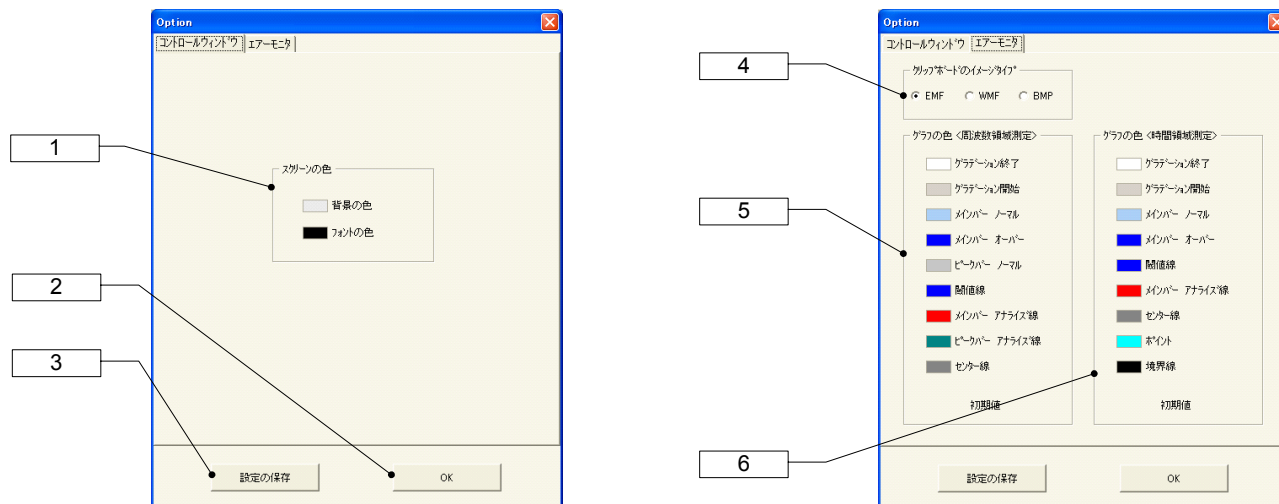 Option
コントロールウィンドウ エアーモニタ
1
スクリーンの色
背景の色
フォントの色
2
3
設定の保存
OK
Option
コントロールウィンドウ エアーモニタ
4
クリップボードのイメージタイプ
EMF WMF BMP
グラフの色 <周波数領域測定>
グラデーション終了
グラデーション開始
メインバー ノーマル
5
メインバー オーバー
ピークバー ノーマル
閾値線
メインバー アナライズ線
ピークバー アナライズ線
センター線
初期値
グラフの色 <時間領域測定>
グラデーション終了
グラデーション開始
メインバー ノーマル
メインバー オーバー
閾値線
メインバー アナライズ線
センター線
ポイント
境界線
初期値
6
設定の保存
OK